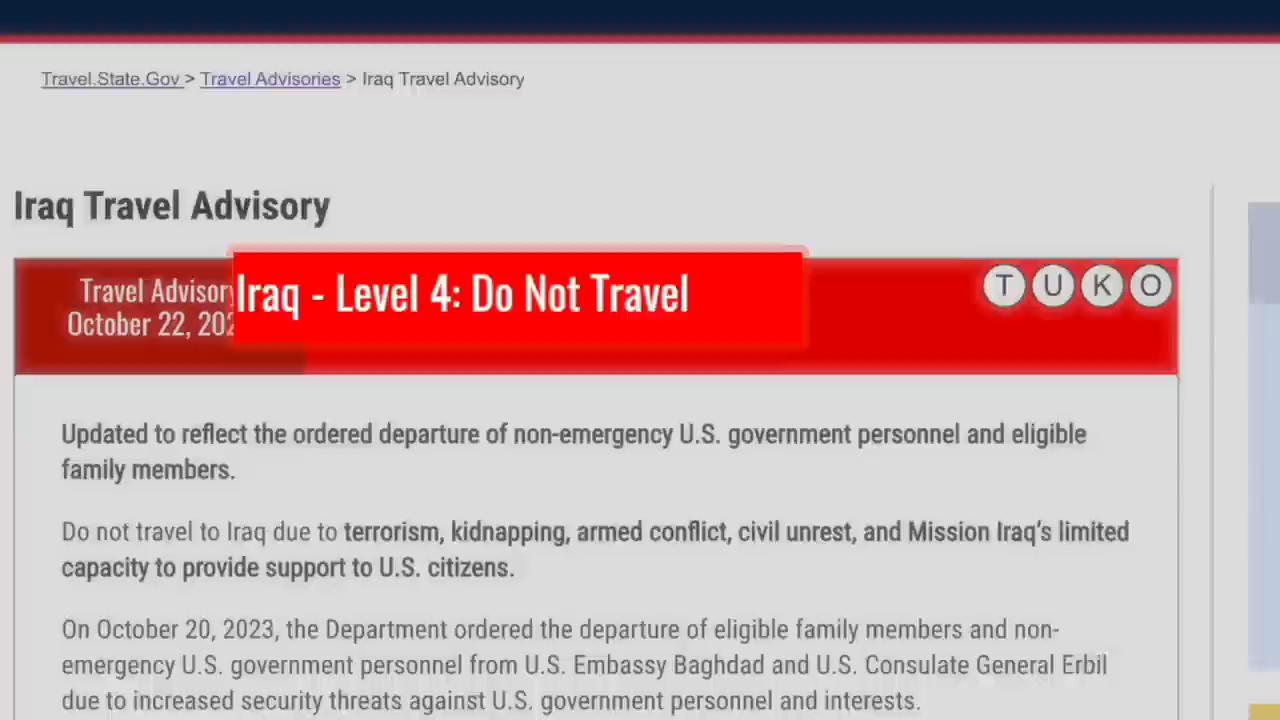 Travel.State.Gov > Travel Advisories > Iraq Travel Advisory
Iraq Travel Advisory
Travel Advisory
October 22, 202
Iraq - Level 4: Do Not Travel
T U K O
Updated to reflect the ordered departure of non-emergency U.S. government personnel and eligible
family members.
Do not travel to Iraq due to terrorism, kidnapping, armed conflict, civil unrest, and Mission Iraq’s limited
capacity to provide support to U.S. citizens.
On October 20, 2023, the Department ordered the departure of eligible family members and non-
emergency U.S. government personnel from U.S. Embassy Baghdad and U.S. Consulate General Erbil
due to increased security threats against U.S. government personnel and interests.